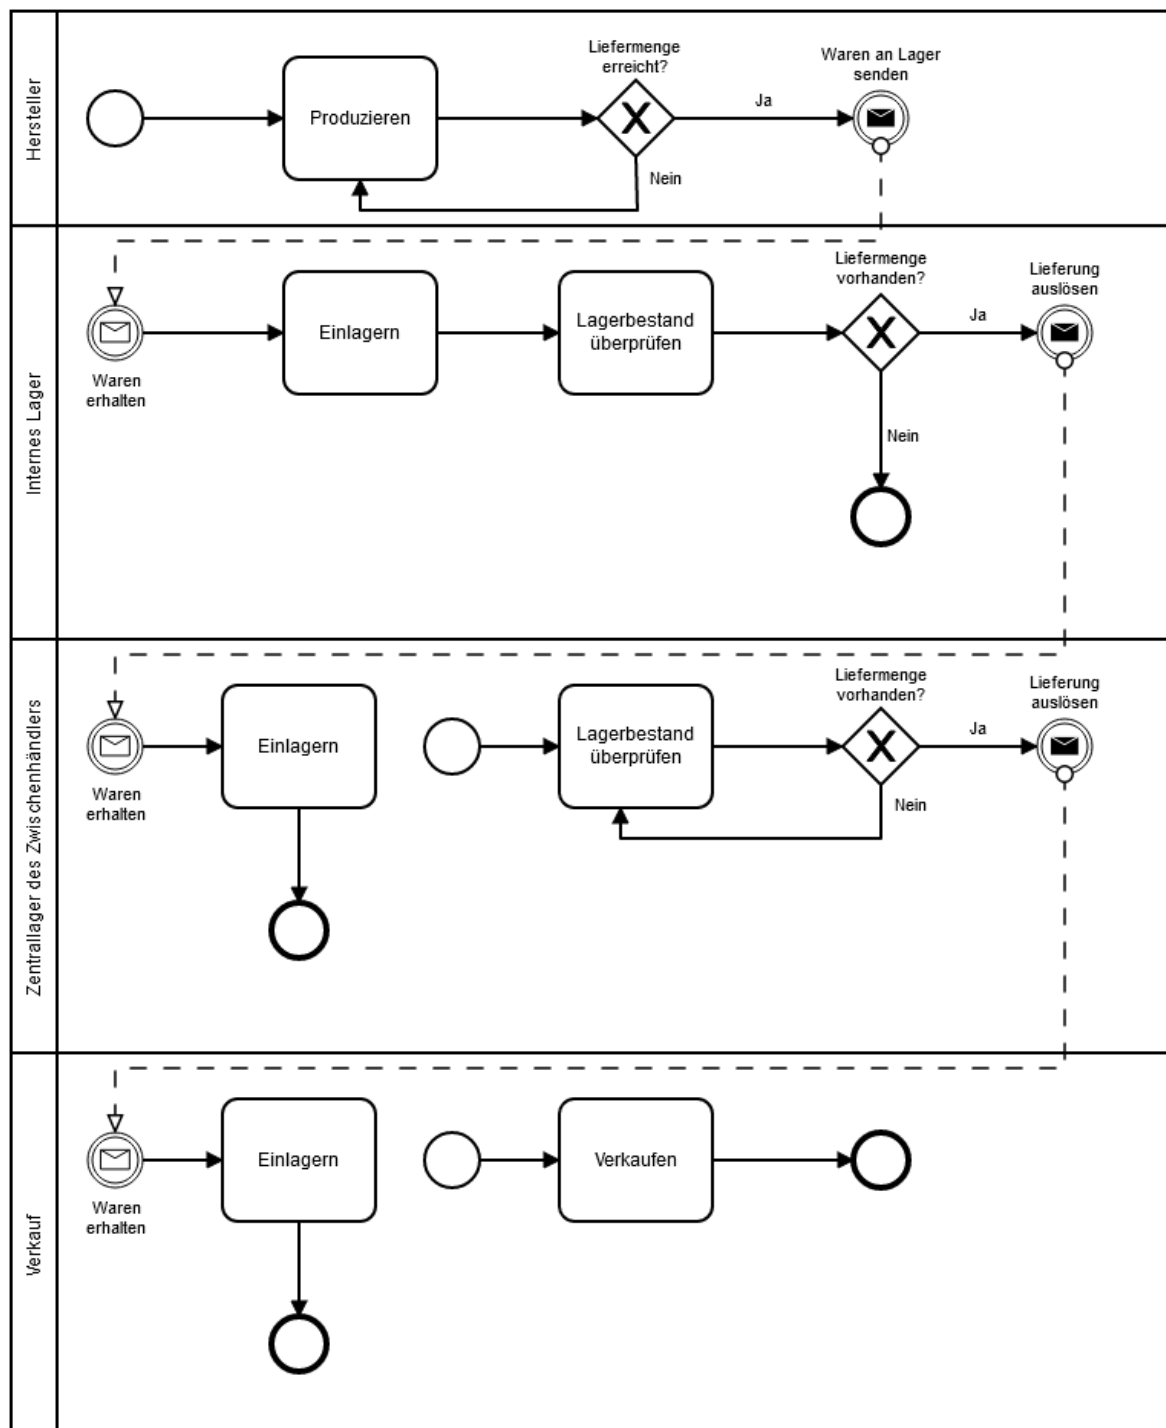 Hersteller
Produzieren
Liefermenge
erreicht?
Ja
Nein
Waren an Lager
senden
Internes Lager
Waren
erhalten
Einlagern
Lagerbestand
überprüfen
Liefermenge
vorhanden?
Ja
Nein
Lieferung
auslösen
Zentrallager des Zwischenhändlers
Waren
erhalten
Einlagern
Lagerbestand
überprüfen
Liefermenge
vorhanden?
Ja
Nein
Lieferung
auslösen
Verkauf
Waren
erhalten
Einlagern
Verkaufen